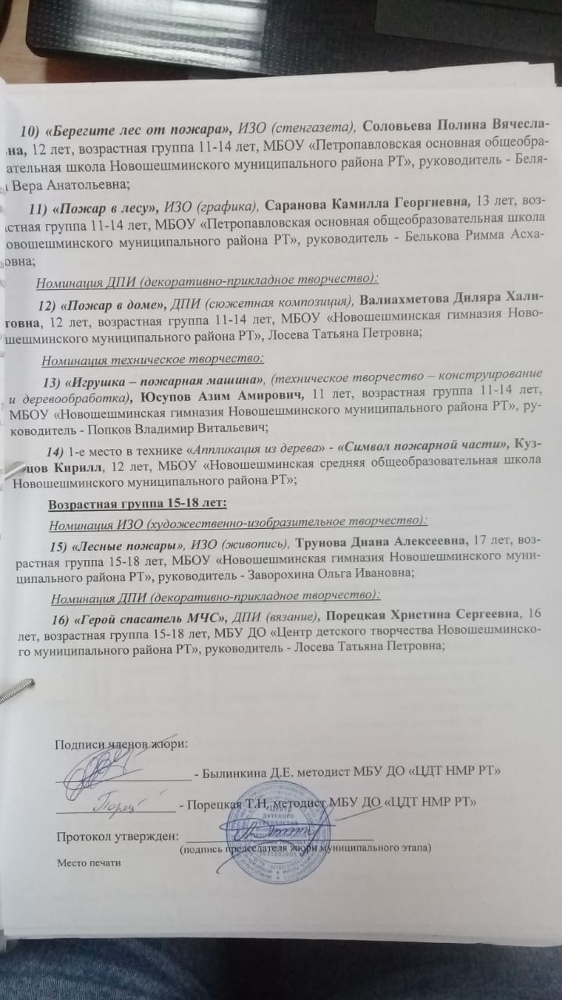 10) «Берегите лес от пожара», ИЗО (стенгазета), Соловьева Полина Вячесла-
вна, 12 лет, возрастная группа 11-14 лет, МБОУ «Петропавловская основная общеобра-
ательная школа Новошешминского муниципального района РТ», руководитель - Беля-
Вера Анатольевна;
11) «Пожар в лесу», ИЗО (графика), Саранова Камилла Георгиевна, 13 лет, воз-
астная группа 11-14 лет, МБОУ «Петропавловская основная общеобразовательная школа
овошешминского муниципального района РТ», руководитель - Белькова Римма Асха-
овна;
Номинация ДПИ (декоративно-прикладное творчество):
12) «Пожар в доме», ДПИ (сюжетная композиция), Валиахметова Диляра Хали-
товна, 12 лет, возрастная группа 11-14 лет, МБОУ «Новошешминская гимназия Ново-
шешминского муниципального района РТ», Лосева Татьяна Петровна;
Номинация техническое творчество:
13) «Игрушка – пожарная машина», (техническое творчество – конструирование
и деревообработка), Юсупов Азим Амирович, 11 лет, возрастная группа 11-14 лет,
МБОУ «Новошешминская гимназия Новошешминского муниципального района РТ», ру-
ководитель - Попков Владимир Витальевич;
14) 1-е место в технике «Аппликация из дерева» - «Символ пожарной части», Куз-
цов Кирилл, 12 лет, МБОУ «Новошешминская средняя общеобразовательная школа
Новошешминского муниципального района РТ»;
Возрастная группа 15-18 лет:
Номинация ИЗО (художественно-изобразительное творчество):
15) «Лесные пожары», ИЗО (живопись), Трунова Диана Алексеевна, 17 лет, воз-
растная группа 15-18 лет, МБОУ «Новошешминская гимназия Новошешминского муни-
ципального района РТ», руководитель - Заворохина Ольга Ивановна;
Номинация ДПИ (декоративно-прикладное творчество):
16) «Герой спасатель МЧС», ДПИ (вязание), Порецкая Христина Сергеевна, 16
лет, возрастная группа 15-18 лет, МБУ ДО «Центр детского творчества Новошешминско-
го муниципального района РТ», руководитель - Лосева Татьяна Петровна;
Подписи членов жюри:
- Былинкина Д.Е. методист МБУ ДО «ЦДТ НМР РТ»
Порец - Порецкая Т.Н, методист МБУ ДО «ЦДТ НМР РТ»
Центр
детского
творчества
Протокол утвержден:
(подпись председателя жюри муниципального этапа)
Место печати